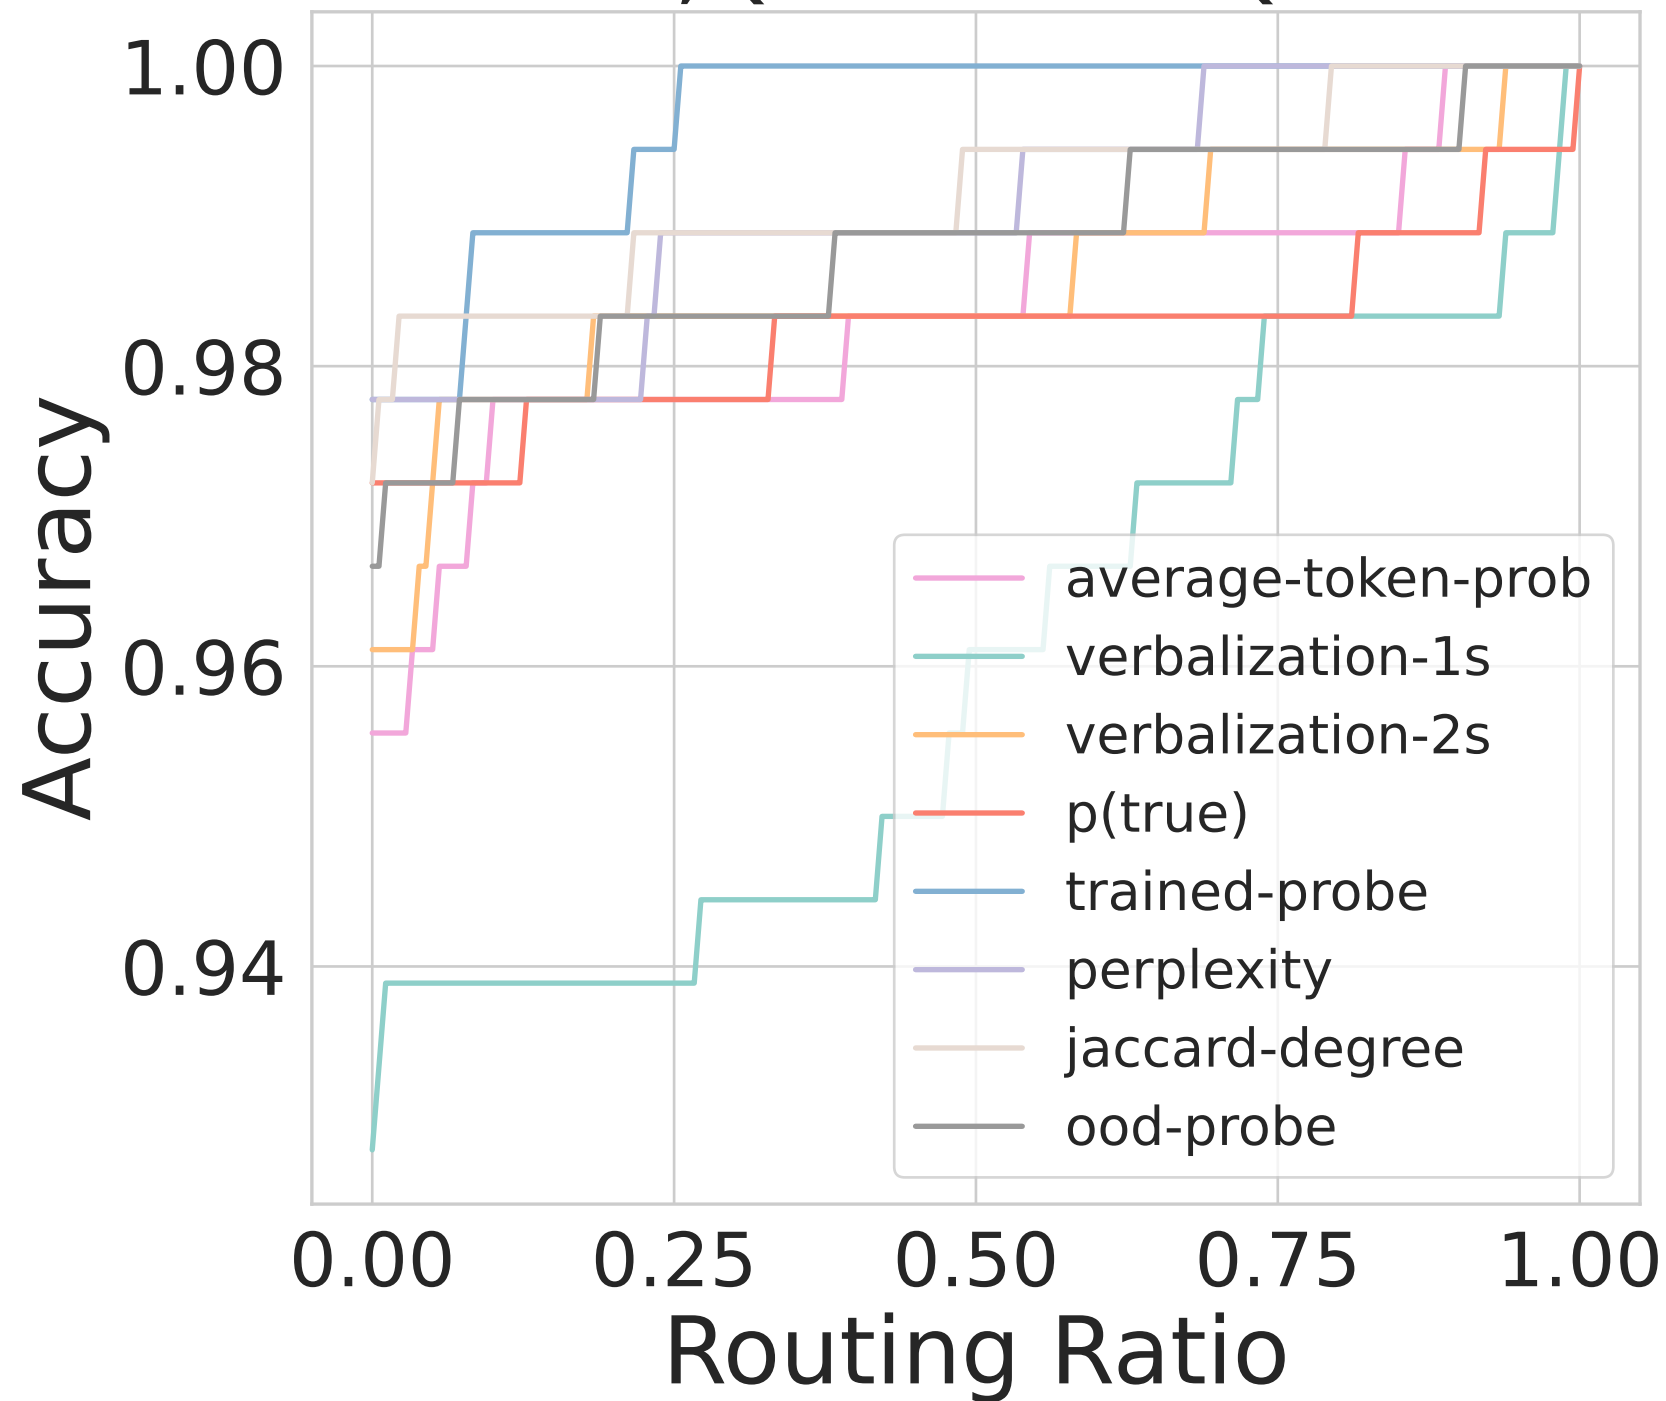 1.00
0.98
0.96
0.94
Accuracy
average-token-prob
verbalization-1s
verbalization-2s
p(true)
trained-probe
perplexity
jaccard-degree
ood-probe
0.00 0.25 0.50 0.75 1.00
Routing Ratio